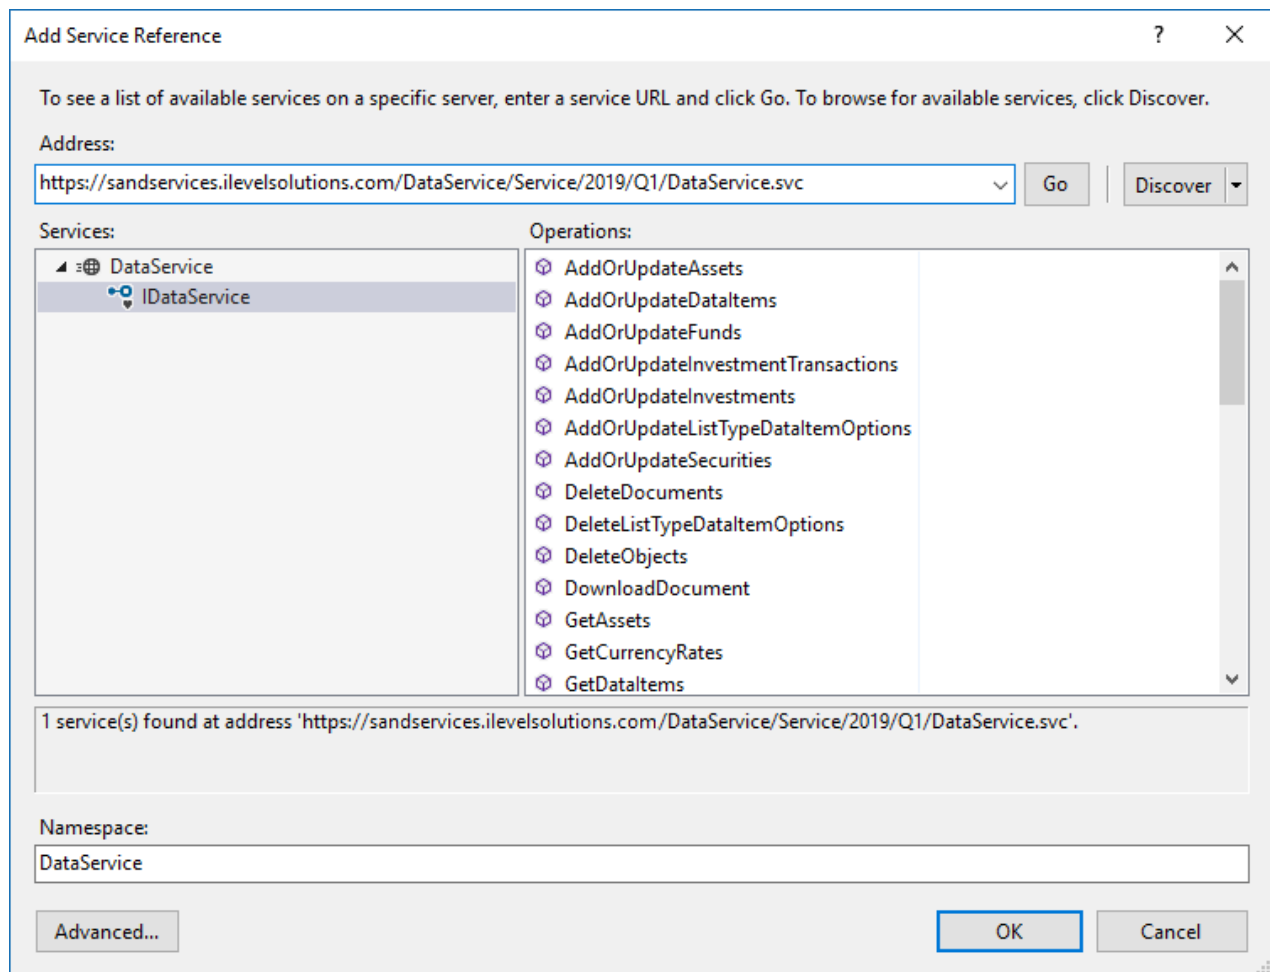 Add Service Reference
?
To see a list of available services on a specific server, enter a service URL and click Go. To browse for available services, click Discover.
Address:
https://sandservices.ilevelsolutions.com/DataService/Service/2019/Q1/DataService.svc
Go
Discover
Services:
DataService
IDataService
Operations:
AddOrUpdateAssets
AddOrUpdateDataItems
AddOrUpdateFunds
AddOrUpdateInvestmentTransactions
AddOrUpdateInvestments
AddOrUpdateListTypeDataItemOptions
AddOrUpdateSecurities
DeleteDocuments
DeleteListTypeDataItemOptions
DeleteObjects
DownloadDocument
GetAssets
GetCurrencyRates
GetDataItems
1 service(s) found at address 'https://sandservices.ilevelsolutions.com/DataService/Service/2019/Q1/DataService.svc'.
Namespace:
DataService
Advanced...
OK
Cancel